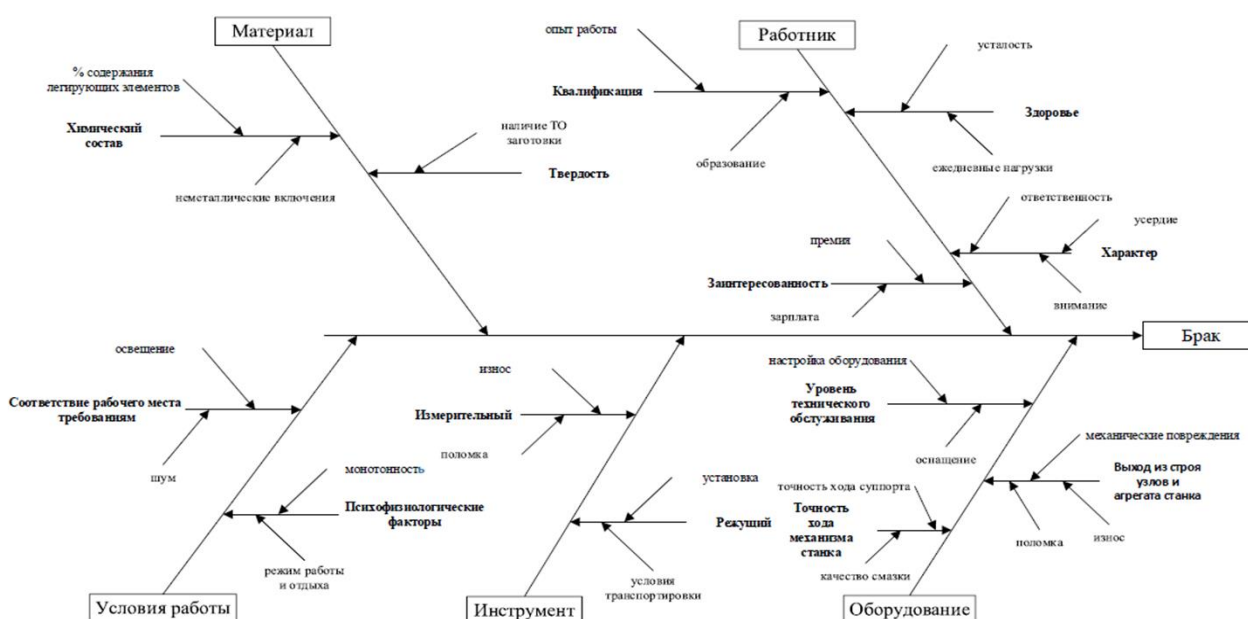 Материал
опыт работы
Работник
усталость
% содержания
легирующих элементов
Квалификация
Здоровье
Химический
состав
наличие ТО
заготовки
образование
ежедневные нагрузки
неметаллические включения
Твердость
ответственность
усердие
премия
Характер
Заинтересованность
внимание
зарплата
Брак
освещение
настройка оборудования
износ
Соответствие рабочего места
требованиям
Измерительный
Уровень
технического
обслуживания
механические повреждения
поломка
оснащение
шум
монотонность
установка
точность хода суппорта
Выход из строя
узлов и
агрегата станка
Психофизиологические
факторы
Режущий
Точность
хода
механизма
станка
поломка
износ
режим работы
и отдыха
условия
транспортировки
качество смазки
Условия работы
Инструмент
Оборудование